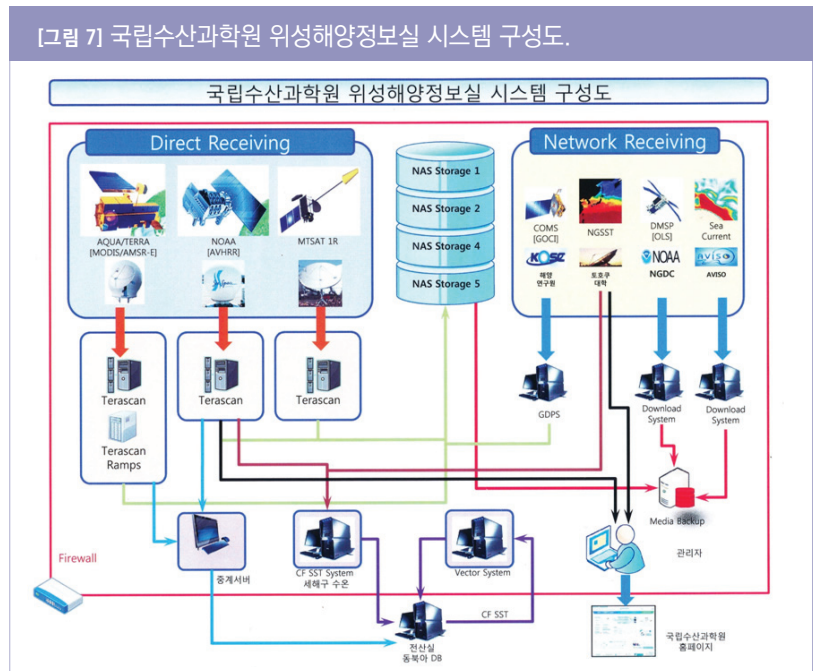 [그림 7] 국립수산과학원 위성해양정보실 시스템 구성도.
국립수산과학원 위성해양정보실 시스템 구성도
Direct Receiving
AQUA/TERRA
[MODIS/AMSR-E]
NOAA
[AVHRR]
MTSAT 1R
NAS Storage 1
NAS Storage 2
NAS Storage 4
NAS Storage 5
Network Receiving
COMS
[GOCI]
NGSST
DMSP
[OLS]
Sea
Current
해양
연구원
토호쿠
대학
NOAA
NGDC
AVISO
AVISO
Terascan
Terascan
Ramps
Terascan
Terascan
GDPS
Download
System
Download
System
Media Backup
Firewall
중계서버
CF SST System
세해구 수온
Vector System
관리자
CF SST
전산실
동북아 DB
국립수산과학원
홈페이지